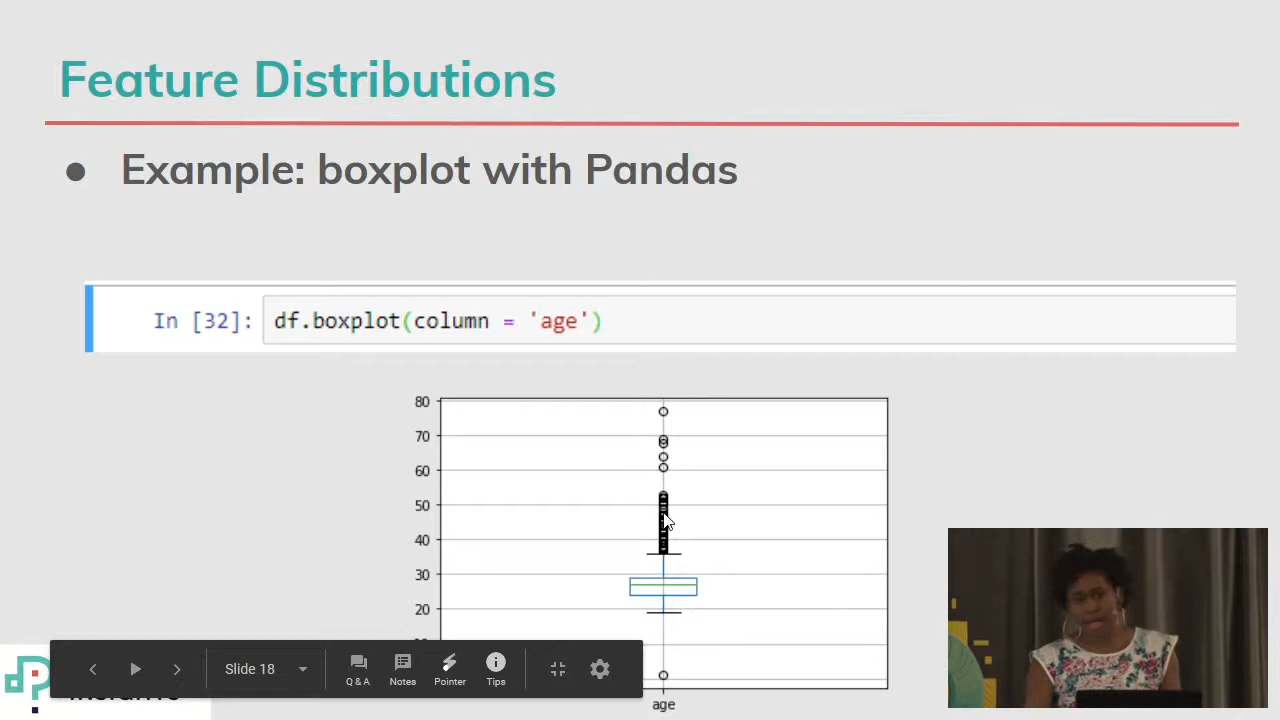 Feature Distributions
● Example: boxplot with Pandas
In [32]: df.boxplot(column = 'age')
80
70
60
50
40
30
20
age
Slide 18
Q & A
Notes
Pointer
Tips